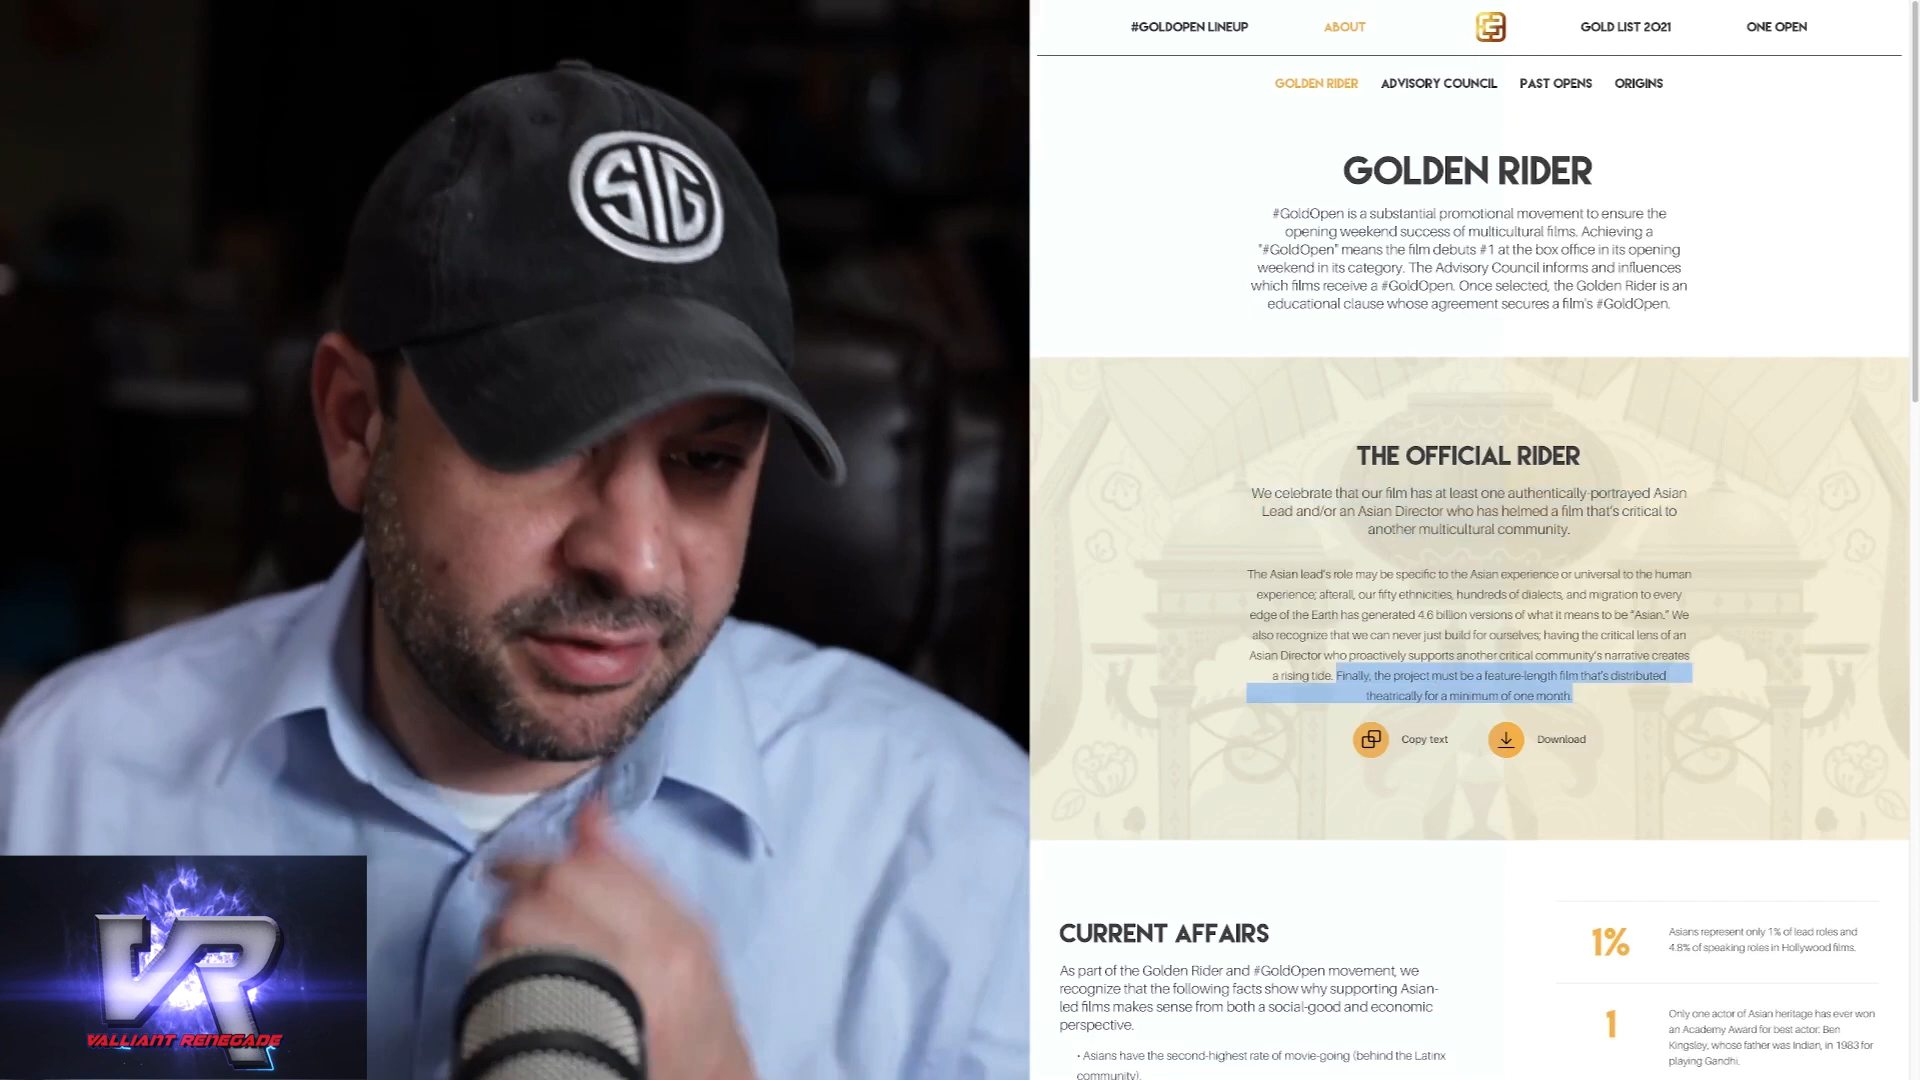 SIG
VR
VALLIANT RENEGADE
#GOLDOPEN LINEUP
ABOUT
GOLD LIST 2021
ONE OPEN
GOLDEN RIDER
ADVISORY COUNCIL
PAST OPENS
ORIGINS
GOLDEN RIDER
#GoldOpen is a substantial promotional movement to ensure the
opening weekend success of multicultural films. Achieving a
"#GoldOpen" means the film debuts #1 at the box office in its opening
weekend in its category. The Advisory Council informs and influences
which films receive a #GoldOpen. Once selected, the Golden Rider is an
educational clause whose agreement secures a film's #GoldOpen.
THE OFFICIAL RIDER
We celebrate that our film has at least one authentically-portrayed Asian
Lead and/or an Asian Director who has helmed a film that's critical to
another multicultural community.
The Asian lead's role may be specific to the Asian experience or universal to the human
experience; afterall, our fifty ethnicities, hundreds of dialects, and migration to every
edge of the Earth has generated 4.6 billion versions of what it means to be "Asian." We
also recognize that we can never just build for ourselves; having the critical lens of an
Asian Director who proactively supports another critical community's narrative creates
a rising tide. Finally, the project must be a feature-length film that's distributed
theatrically for a minimum of one month.
Copy text
Download
CURRENT AFFAIRS
As part of the Golden Rider and #GoldOpen movement, we
recognize that the following facts show why supporting Asian-
led films makes sense from both a social-good and economic
perspective.
• Asians have the second-highest rate of movie-going (behind the Latinx
community).
1%
Asians represent only 1% of lead roles and
4.8% of speaking roles in Hollywood films.
1
Only one actor of Asian heritage has ever won
an Academy Award for best actor: Ben
Kingsley, whose father was Indian, in 1983 for
playing Gandhi.